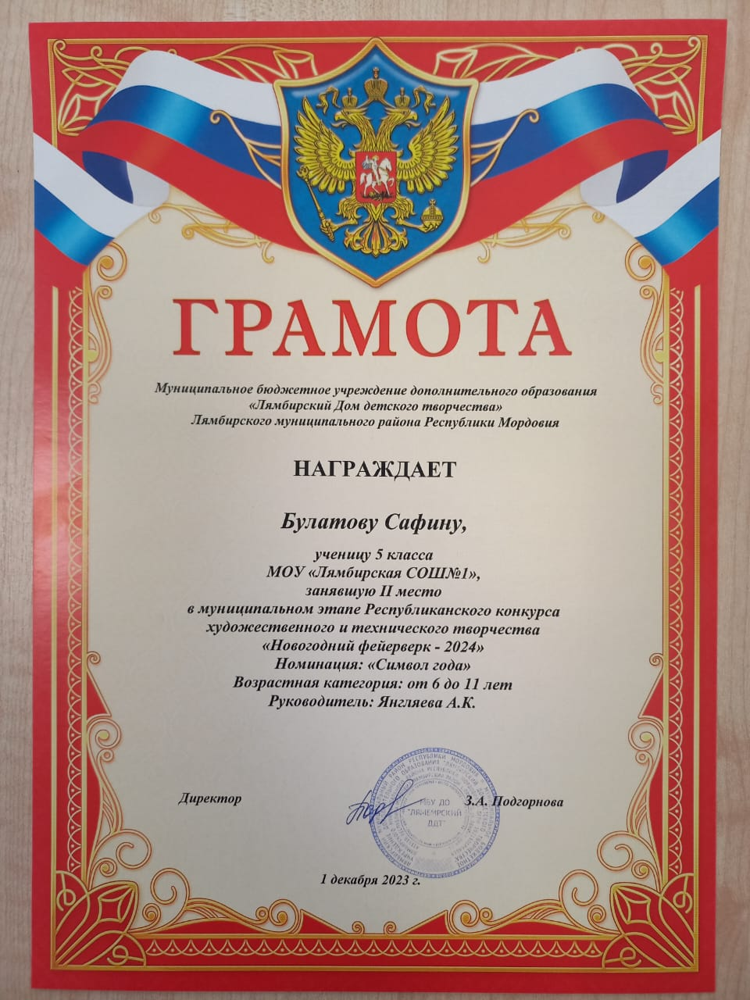 ГРАМОТА
Муниципальное бюджетное учреждение дополнительного образования
«Лямбирский Дом детского творчества»
Лямбирского муниципального района Республики Мордовия
НАГРАЖДАЕТ
Булатову Сафину,
ученицу 5 класса
МОУ «Лямбирская СОШ№1»,
занявшую II место
в муниципальном этапе Республиканского конкурса
художественного и технического творчества
«Новогодний фейерверк - 2024»
Номинация: «Символ года»
Возрастная категория: от 6 до 11 лет
Руководитель: Янгляева А.К.
Директор
МБУ ДО
"ЛЯМБИРСКИЙ
ДДТ"
З.А. Подгорнова
1 декабря 2023 г.